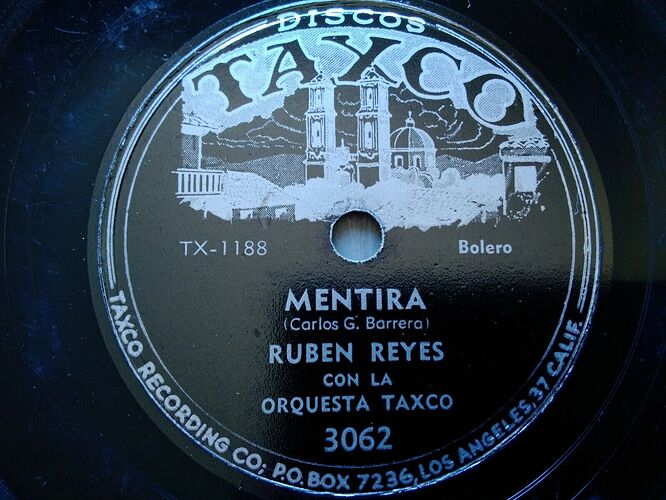 DISCOS
TAXCO
TX-1188
Bolero
MENTIRA
(Carlos G. Barrera)
RUBEN REYES
CON LA
ORQUESTA TAXCO
3062
TAXCO RECORDING CO; P.O. BOX 7236, LOS ANGELES, 37 CALIF.